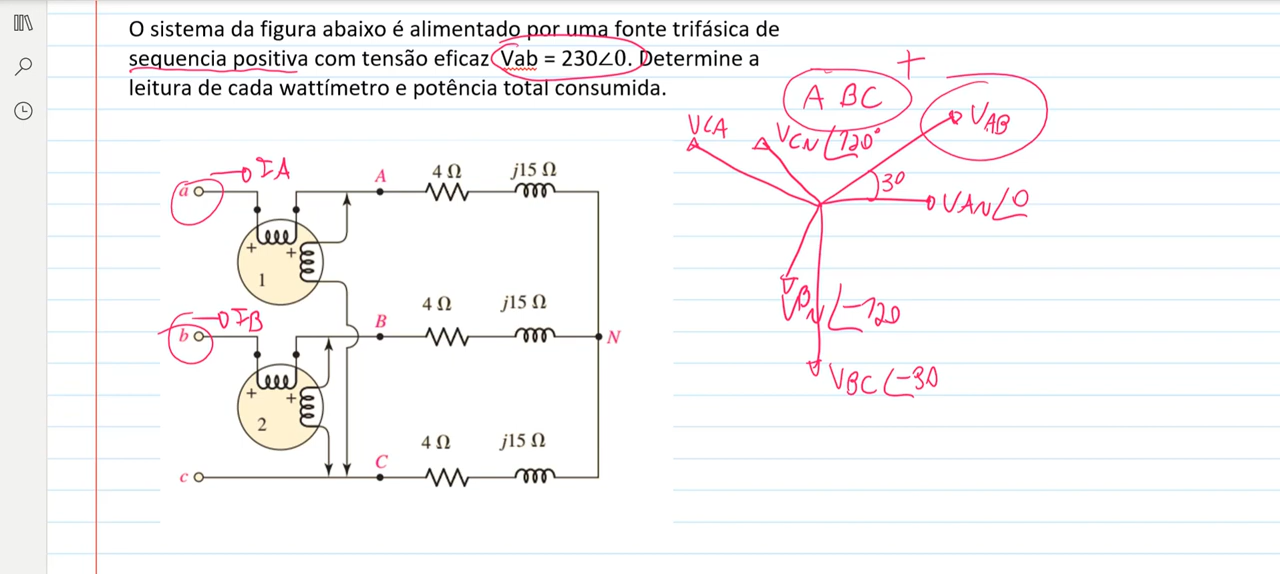 O sistema da figura abaixo é alimentado por uma fonte trifásica de
sequencia positiva com tensão eficaz Vab = 230∠0. Determine a
leitura de cada wattímetro e potência total consumida.
+
A BC
VAB
VCA
VCN∠120°
30
VAN∠0
VBN∠-120
VBC∠-30
a
IA
A
4 Ω
j15 Ω
+
+
1
b
IB
B
4 Ω
j15 Ω
N
+
+
2
c
C
4 Ω
j15 Ω